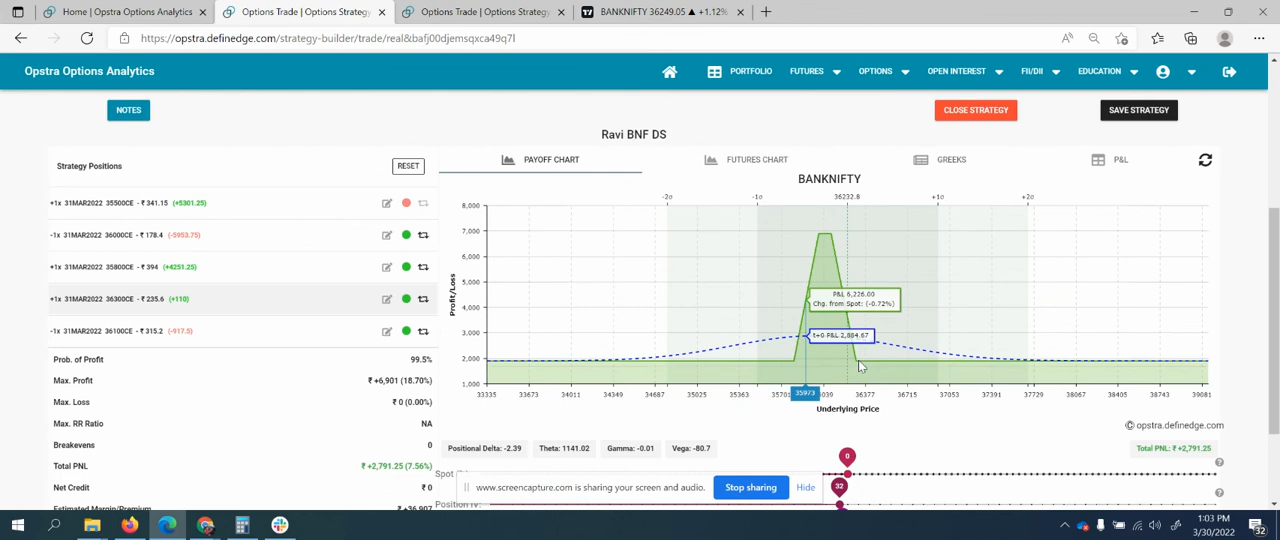 Home | Opstra Options Analytics
Options Trade | Options Strategy
Options Trade | Options Strategy
BANKNIFTY 36249.05 ▲ +1.12%
https://opstra.definedge.com/strategy-builder/trade/real&bafj00djemsqxca49q7l
Opstra Options Analytics
PORTFOLIO
FUTURES
OPTIONS
OPEN INTEREST
FII/DII
EDUCATION
NOTES
CLOSE STRATEGY
SAVE STRATEGY
Ravi BNF DS
Strategy Positions
RESET
PAYOFF CHART
FUTURES CHART
GREEKS
P&L
+1x 31MAR2022 35500CE - ₹ 341.15 (+5301.25)
-1x 31MAR2022 36000CE - ₹ 178.4 (-5953.75)
+1x 31MAR2022 35800CE - ₹ 394 (+4251.25)
+1x 31MAR2022 36300CE - ₹ 235.6 (+110)
-1x 31MAR2022 36100CE - ₹ 315.2 (-917.5)
Prob. of Profit 99.5%
Max. Profit ₹ +6,901 (18.70%)
Max. Loss ₹ 0 (0.00%)
Max. RR Ratio NA
Breakevens 0
Total PNL ₹ +2,791.25 (7.56%)
Net Credit ₹ 0
Estimated Margin/Premium ₹ +36,907
BANKNIFTY
-2σ -1σ 36232.8 +1σ +2σ
8,000
7,000
6,000
5,000
4,000
3,000
2,000
1,000
Profit/Loss
P&L 6,226.00
Chg. from Spot: (-0.72%)
t+0 P&L 2,884.67
35973
33335 33673 34011 34349 34687 35025 35363 35701 36377 36715 37053 37391 37729 38067 38405 38743 39081
Underlying Price
© opstra.definedge.com
Positional Delta: -2.39
Theta: 1141.02
Gamma: -0.01
Vega: -80.7
Total PNL: +2,791.25
0
32
Position IV
www.screencapture.com is sharing your screen and audio.
Stop sharing
Hide
1:03 PM
3/30/2022
32